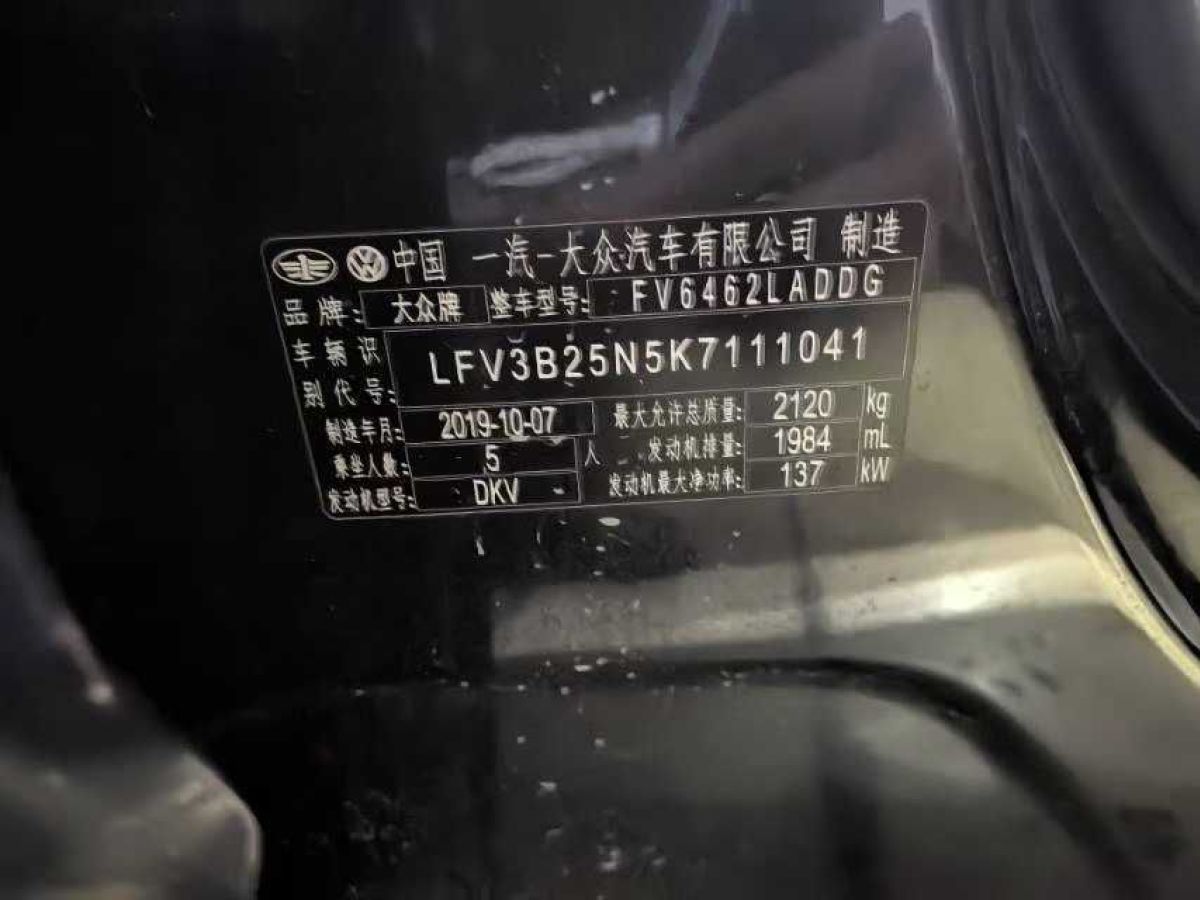 中国 一汽-大众汽车有限公司 制造
品牌: 大众牌 整车型号: FV6462LADDG
车辆识别代号: LFV3B25N5K7111041
制造年月: 2019-10-07 最大允许总质量: 2120 kg
乘坐人数: 5 人 发动机排量: 1984 mL
发动机型号: DKV 发动机最大净功率: 137 kW